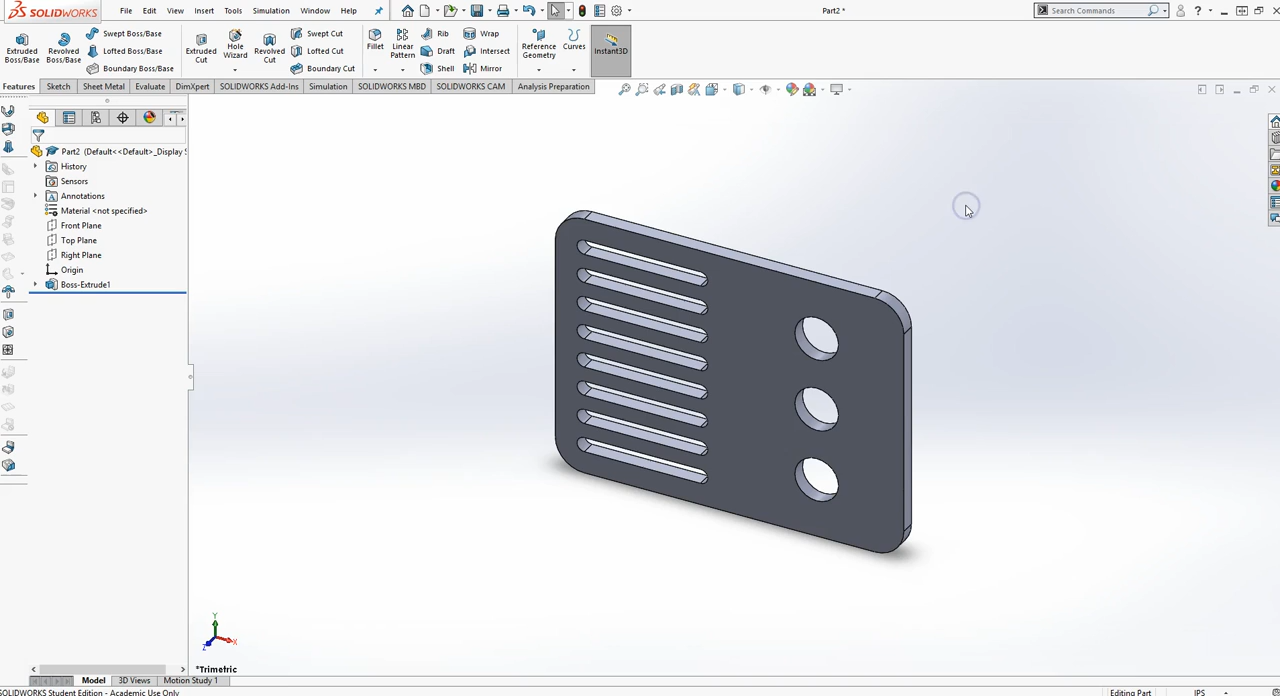 SOLIDWORKS
File Edit View Insert Tools Simulation Window Help
Part2 *
Search Commands
Extruded Boss/Base
Revolved Boss/Base
Swept Boss/Base
Lofted Boss/Base
Boundary Boss/Base
Extruded Cut
Hole Wizard
Revolved Cut
Swept Cut
Lofted Cut
Boundary Cut
Fillet
Linear Pattern
Rib
Draft
Shell
Wrap
Intersect
Mirror
Reference Geometry
Curves
Instant3D
Features Sketch Sheet Metal Evaluate DimXpert SOLIDWORKS Add-Ins Simulation SOLIDWORKS MBD SOLIDWORKS CAM Analysis Preparation
Part2 (Default<<Default>_Display S
History
Sensors
Annotations
Material <not specified>
Front Plane
Top Plane
Right Plane
Origin
Boss-Extrude1
Y
X
Z
*Trimetric
Model 3D Views Motion Study 1
SOLIDWORKS Student Edition - Academic Use Only
Editing Part IPS